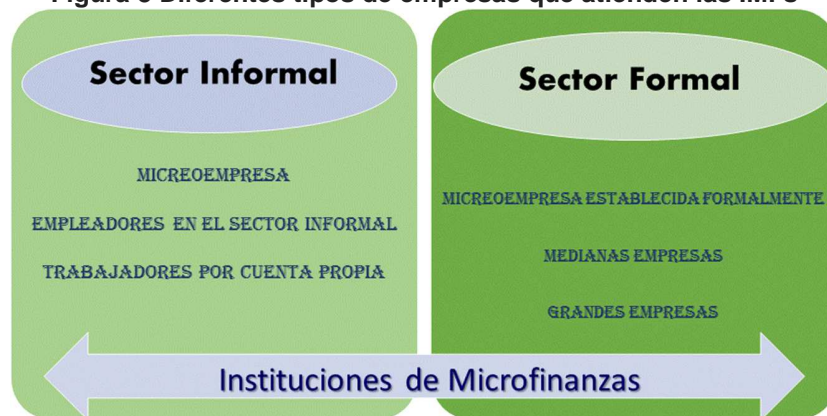 Sector Informal
MICREOEMPRESA
EMPLEADORES EN EL SECTOR INFORMAL
TRABAJADORES POR CUENTA PROPIA
Sector Formal
MICREOEMPRESA ESTABLECIDA FORMALMENTE
MEDIANAS EMPRESAS
GRANDES EMPRESAS
Instituciones de Microfinanzas